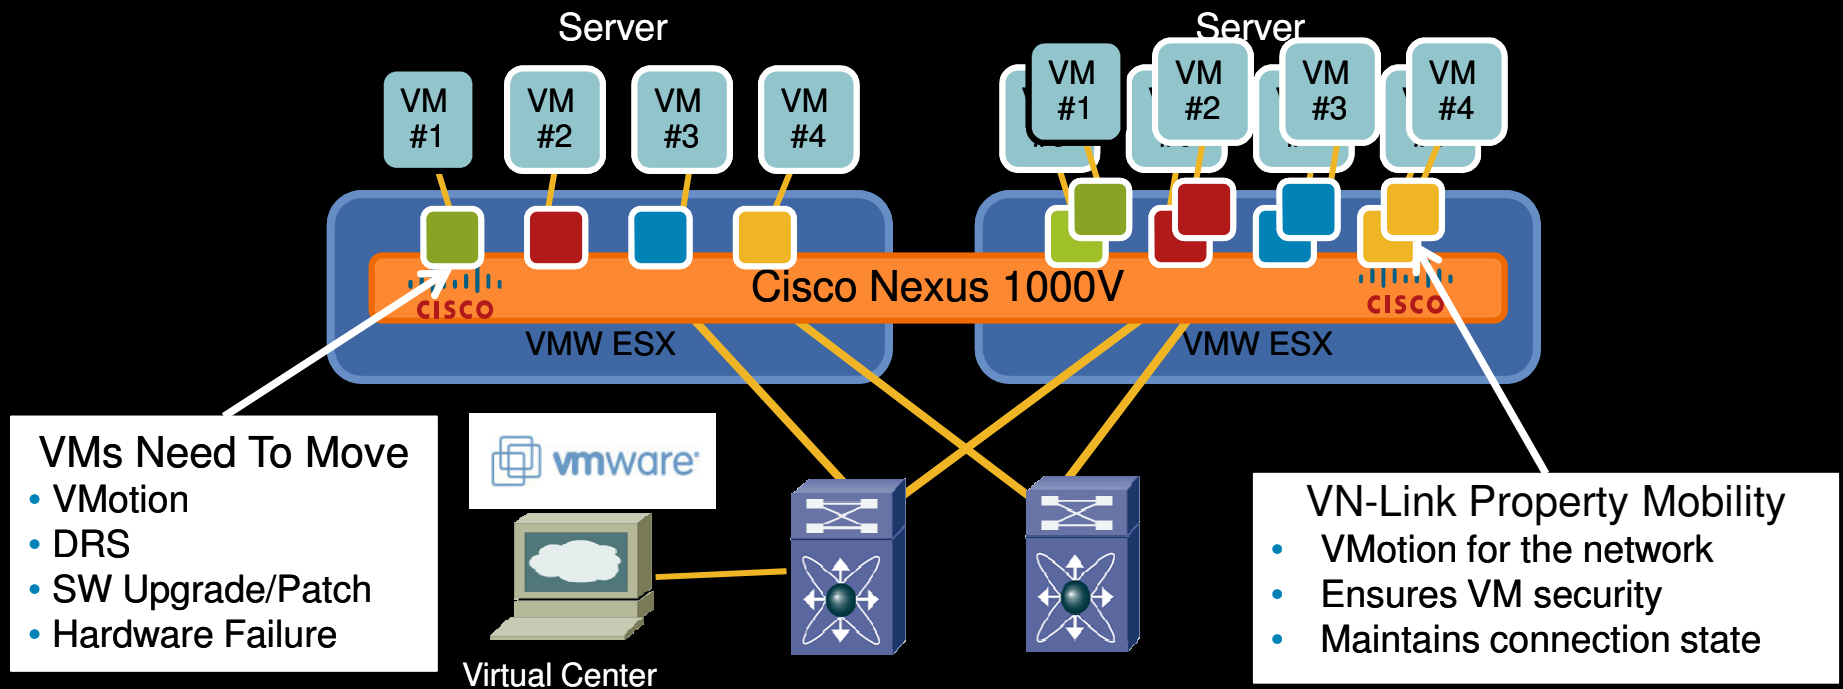 Server
Server
VM
#1
VM
#2
VM
#3
VM
#4
VM
#1
VM
#2
VM
#3
VM
#4
Cisco Nexus 1000V
CISCO
CISCO
VMW ESX
VMW ESX
VMs Need To Move
• VMotion
• DRS
• SW Upgrade/Patch
• Hardware Failure
vmware®
Virtual Center
VN-Link Property Mobility
• VMotion for the network
• Ensures VM security
• Maintains connection state